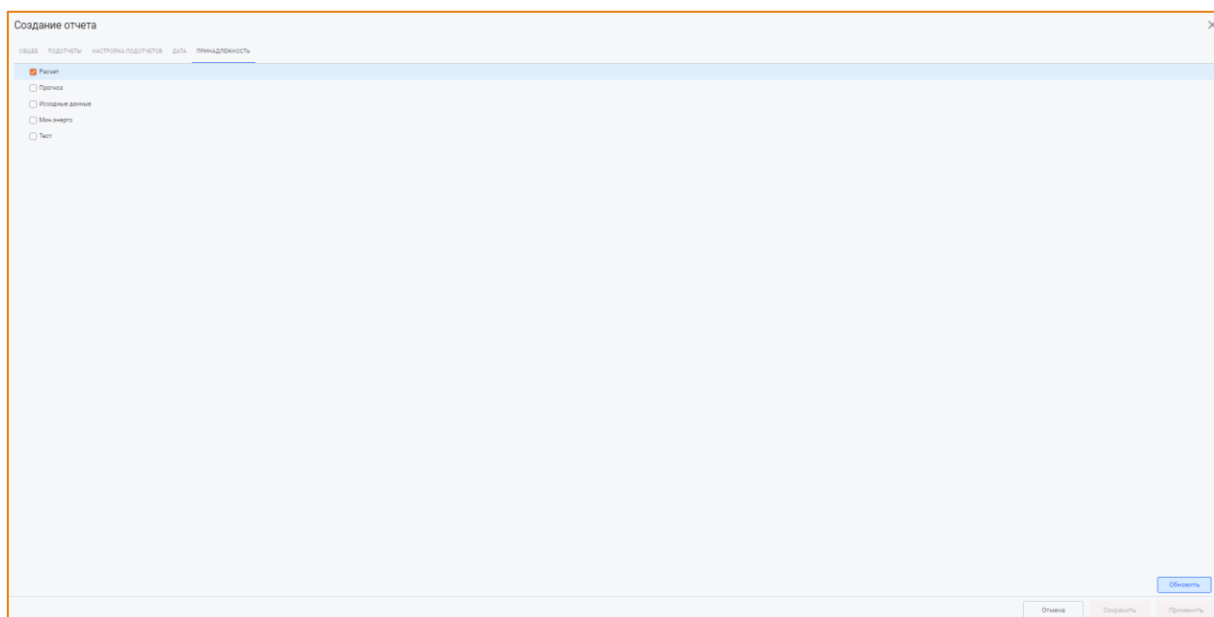 Создание отчета
ОБЩЕЕ ПОДОТЧЕТЫ НАСТРОЙКА ПОДОТЧЕТОВ ДАТА ПРИНАДЛЕЖНОСТЬ
Расчет
Прогноз
Исходные данные
Мин.энерго
Тест
Обновить
Отмена Сохранить Применить